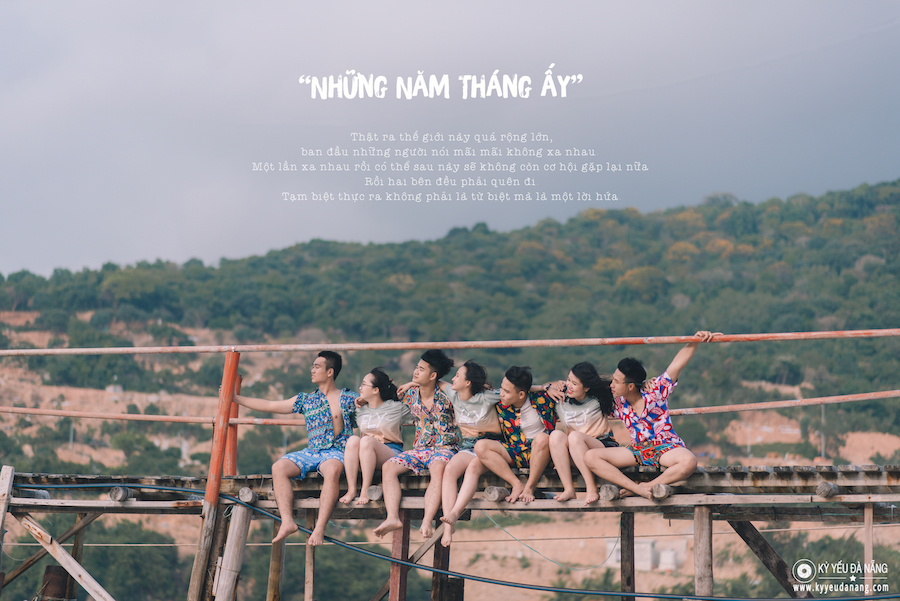 “NHỮNG NĂM THÁNG ẤY”
Thật ra thế giới này quá rộng lớn,
ban đầu những người nói mãi mãi không xa nhau
Một lần xa nhau rồi có thể sau này sẽ không còn cơ hội gặp lại nữa
Rồi hai bên đều phải quên đi
Tạm biệt thực ra không phải là từ biệt mà là một lời hứa
KỶ YẾU ĐÀ NẴNG
www.kyyeudanang.com